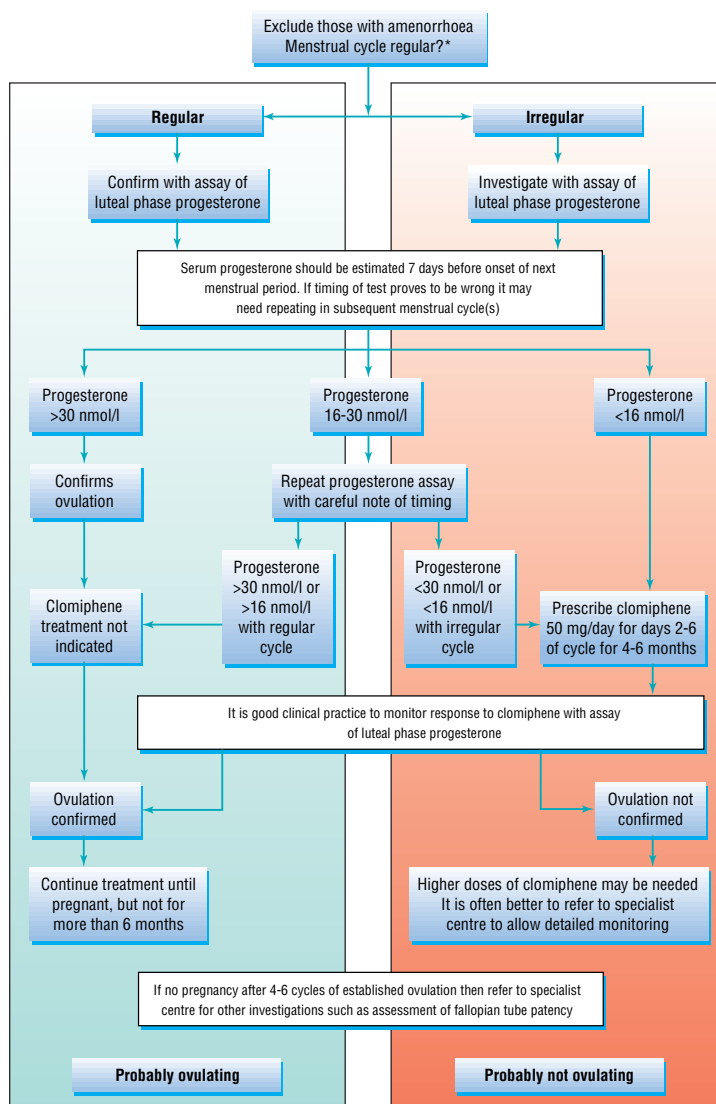 Exclude those with amenorrhoea
Menstrual cycle regular?*
Regular
Irregular
Confirm with assay of
luteal phase progesterone
Investigate with assay of
luteal phase progesterone
Serum progesterone should be estimated 7 days before onset of next
menstrual period. If timing of test proves to be wrong it may
need repeating in subsequent menstrual cycle(s)
Progesterone
>30 nmol/l
Progesterone
16-30 nmol/l
Progesterone
<16 nmol/l
Confirms
ovulation
Repeat progesterone assay
with careful note of timing
Clomiphene
treatment not
indicated
Progesterone
>30 nmol/l or
>16 nmol/l
with regular
cycle
Progesterone
<30 nmol/l or
<16 nmol/l
with irregular
cycle
Prescribe clomiphene
50 mg/day for days 2-6
of cycle for 4-6 months
It is good clinical practice to monitor response to clomiphene with assay
of luteal phase progesterone
Ovulation
confirmed
Ovulation not
confirmed
Continue treatment until
pregnant, but not for
more than 6 months
Higher doses of clomiphene may be needed
It is often better to refer to specialist
centre to allow detailed monitoring
If no pregnancy after 4-6 cycles of established ovulation then refer to specialist
centre for other investigations such as assessment of fallopian tube patency
Probably ovulating
Probably not ovulating